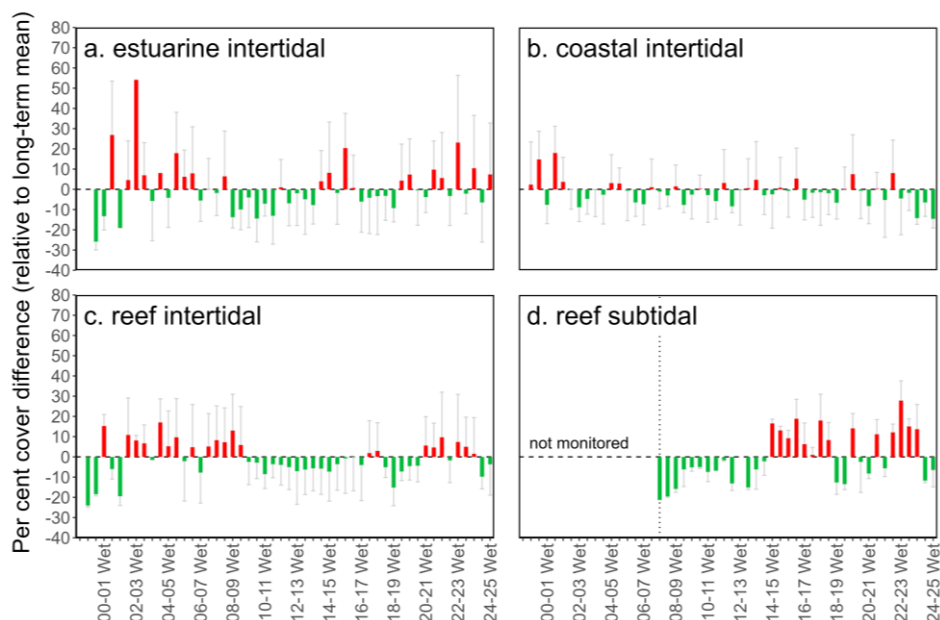 Per cent cover difference (relative to long-term mean)
80
70
60
50
40
30
20
10
0
-10
-20
-30
-40
a. estuarine intertidal
b. coastal intertidal
80
70
60
50
40
30
20
10
0
-10
-20
-30
-40
c. reef intertidal
d. reef subtidal
not monitored
00-01 Wet
02-03 Wet
04-05 Wet
06-07 Wet
08-09 Wet
10-11 Wet
12-13 Wet
14-15 Wet
16-17 Wet
18-19 Wet
20-21 Wet
22-23 Wet
24-25 Wet
00-01 Wet
02-03 Wet
04-05 Wet
06-07 Wet
08-09 Wet
10-11 Wet
12-13 Wet
14-15 Wet
16-17 Wet
18-19 Wet
20-21 Wet
22-23 Wet
24-25 Wet